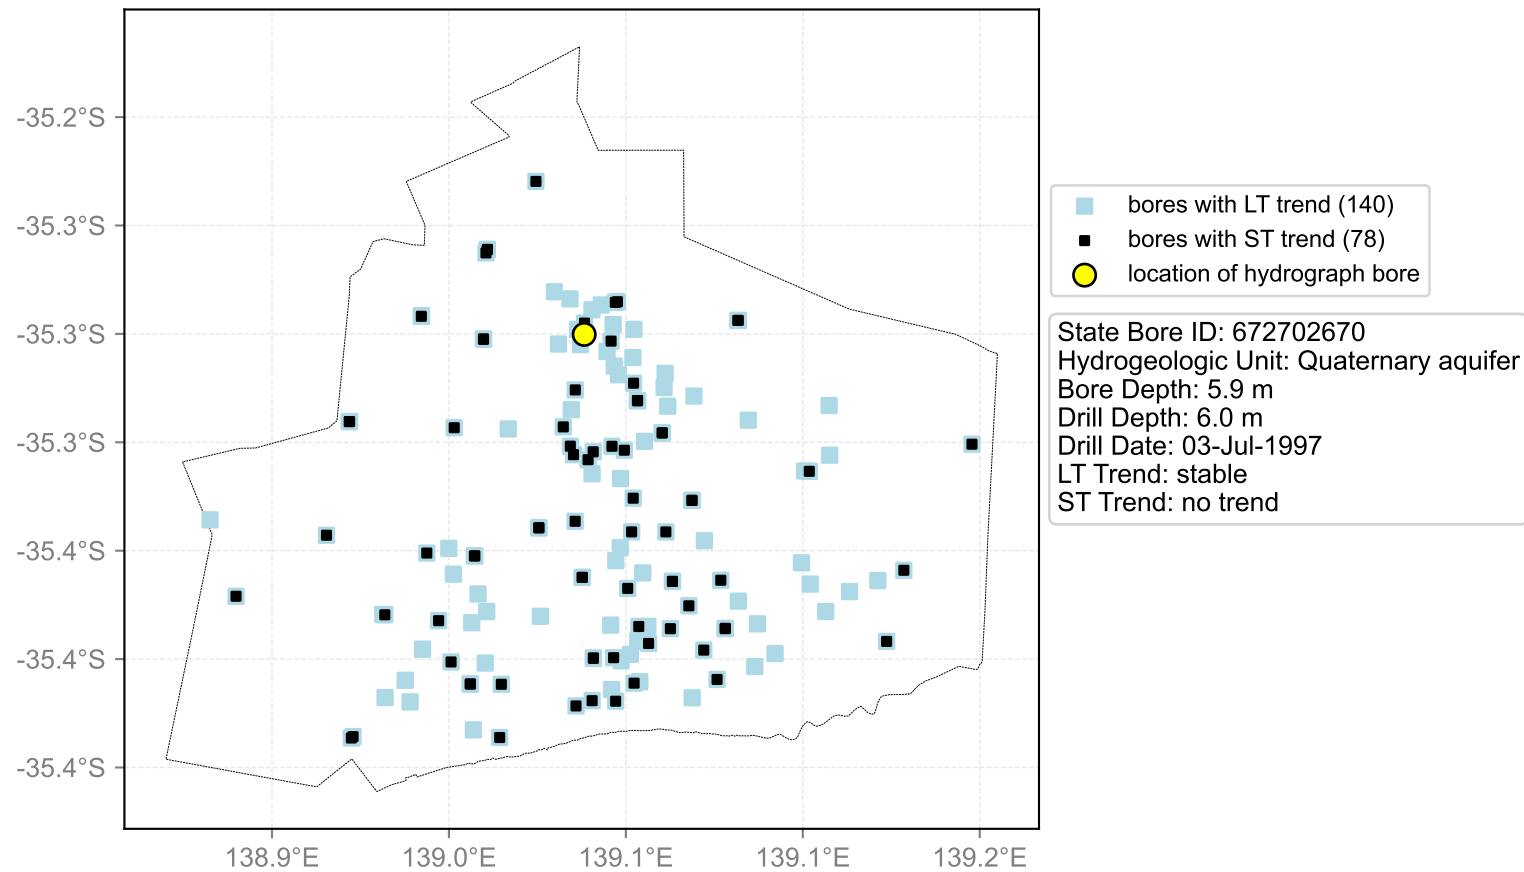 -35.2°S
-35.3°S
-35.3°S
-35.3°S
-35.4°S
-35.4°S
-35.4°S
138.9°E
139.0°E
139.1°E
139.1°E
139.2°E
bores with LT trend (140)
bores with ST trend (78)
location of hydrograph bore
State Bore ID: 672702670
Hydrogeologic Unit: Quaternary aquifer
Bore Depth: 5.9 m
Drill Depth: 6.0 m
Drill Date: 03-Jul-1997
LT Trend: stable
ST Trend: no trend